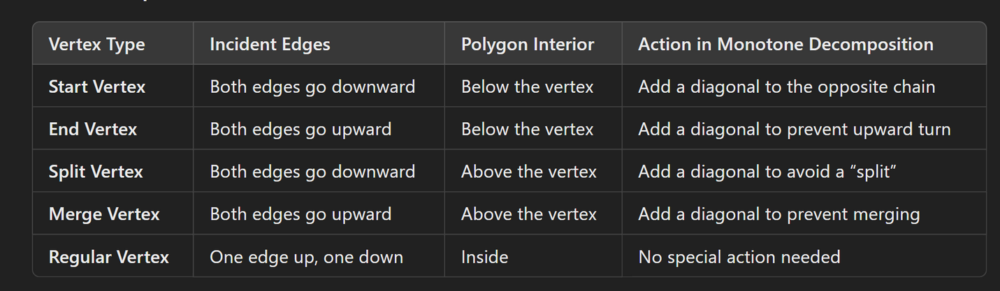 Vertex Type Incident Edges Polygon Interior Action in Monotone Decomposition
Start Vertex Both edges go downward Below the vertex Add a diagonal to the opposite chain
End Vertex Both edges go upward Below the vertex Add a diagonal to prevent upward turn
Split Vertex Both edges go downward Above the vertex Add a diagonal to avoid a “split”
Merge Vertex Both edges go upward Above the vertex Add a diagonal to prevent merging
Regular Vertex One edge up, one down Inside No special action needed